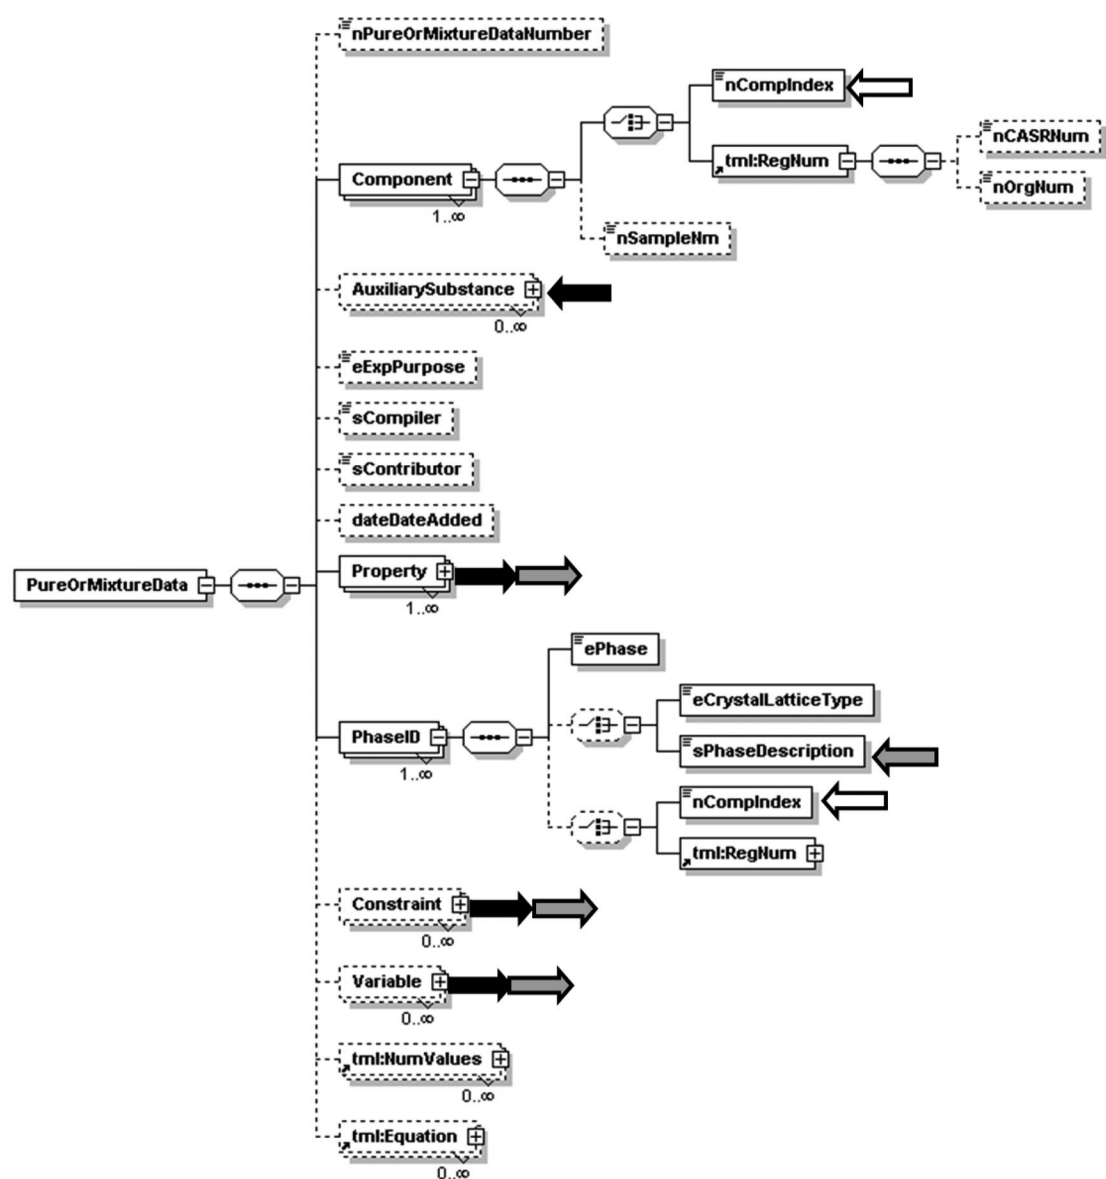 nPureOrMixtureDataNumber
nCompIndex
nCASRNum
tml:RegNum
Component
nOrgNum
1..∞
nSampleNm
AuxiliarySubstance
0..∞
eExpPurpose
sCompiler
sContributor
dateDateAdded
Property
PureOrMixtureData
1..∞
ePhase
eCrystalLatticeType
PhaseID
sPhaseDescription
1..∞
nCompIndex
tml:RegNum
Constraint
0..∞
Variable
0..∞
tml:NumValues
0..∞
tml:Equation
0..∞